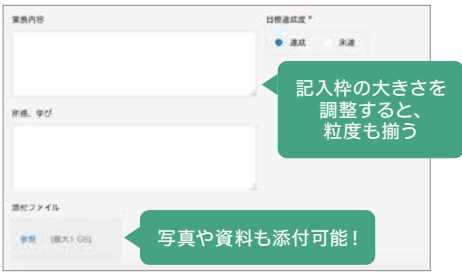 業務内容
目標達成度 *
達成 未達
記入枠の大きさを
調整すると、
粒度も揃う
所感、学び
添付ファイル
参照 (最大1 GB)
写真や資料も添付可能！